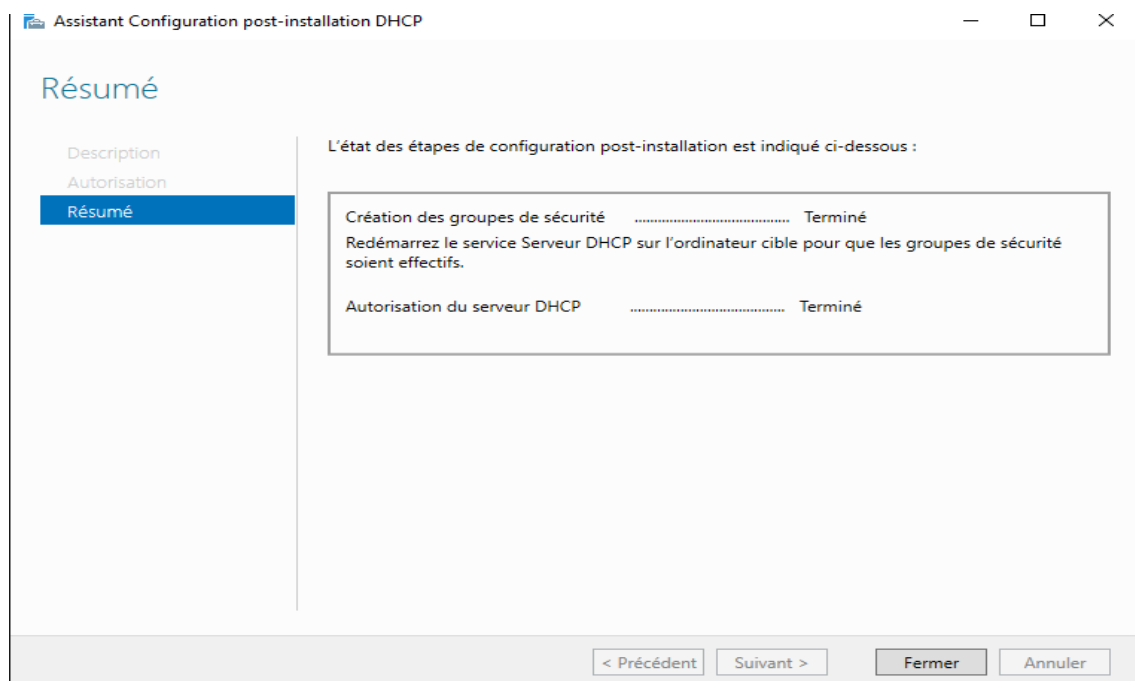 Assistant Configuration post-installation DHCP
Résumé
Description
Autorisation
Résumé
L'état des étapes de configuration post-installation est indiqué ci-dessous :
Création des groupes de sécurité ........................................ Terminé
Redémarrez le service Serveur DHCP sur l'ordinateur cible pour que les groupes de sécurité
soient effectifs.
Autorisation du serveur DHCP ........................................ Terminé
< Précédent
Suivant >
Fermer
Annuler